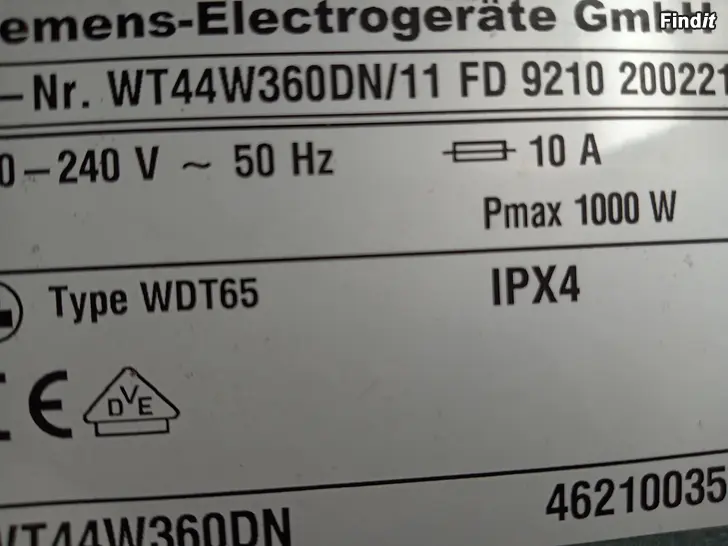 emens-Electrogeräte GmbH
Findit
–Nr. WT44W360DN/11 FD 9210 200221
0–240 V ~ 50 Hz 10 A
Pmax 1000 W
Type WDT65 IPX4
CE DVE
WT44W360DN 46210035